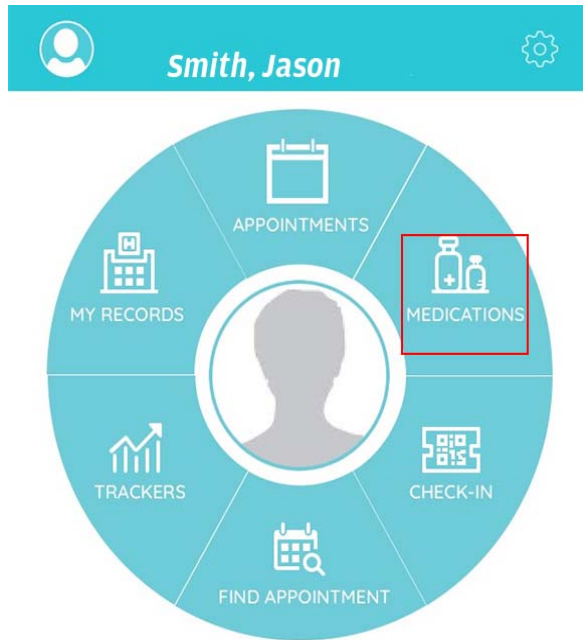 Smith, Jason
APPOINTMENTS
MY RECORDS
MEDICATIONS
TRACKERS
CHECK-IN
FIND APPOINTMENT